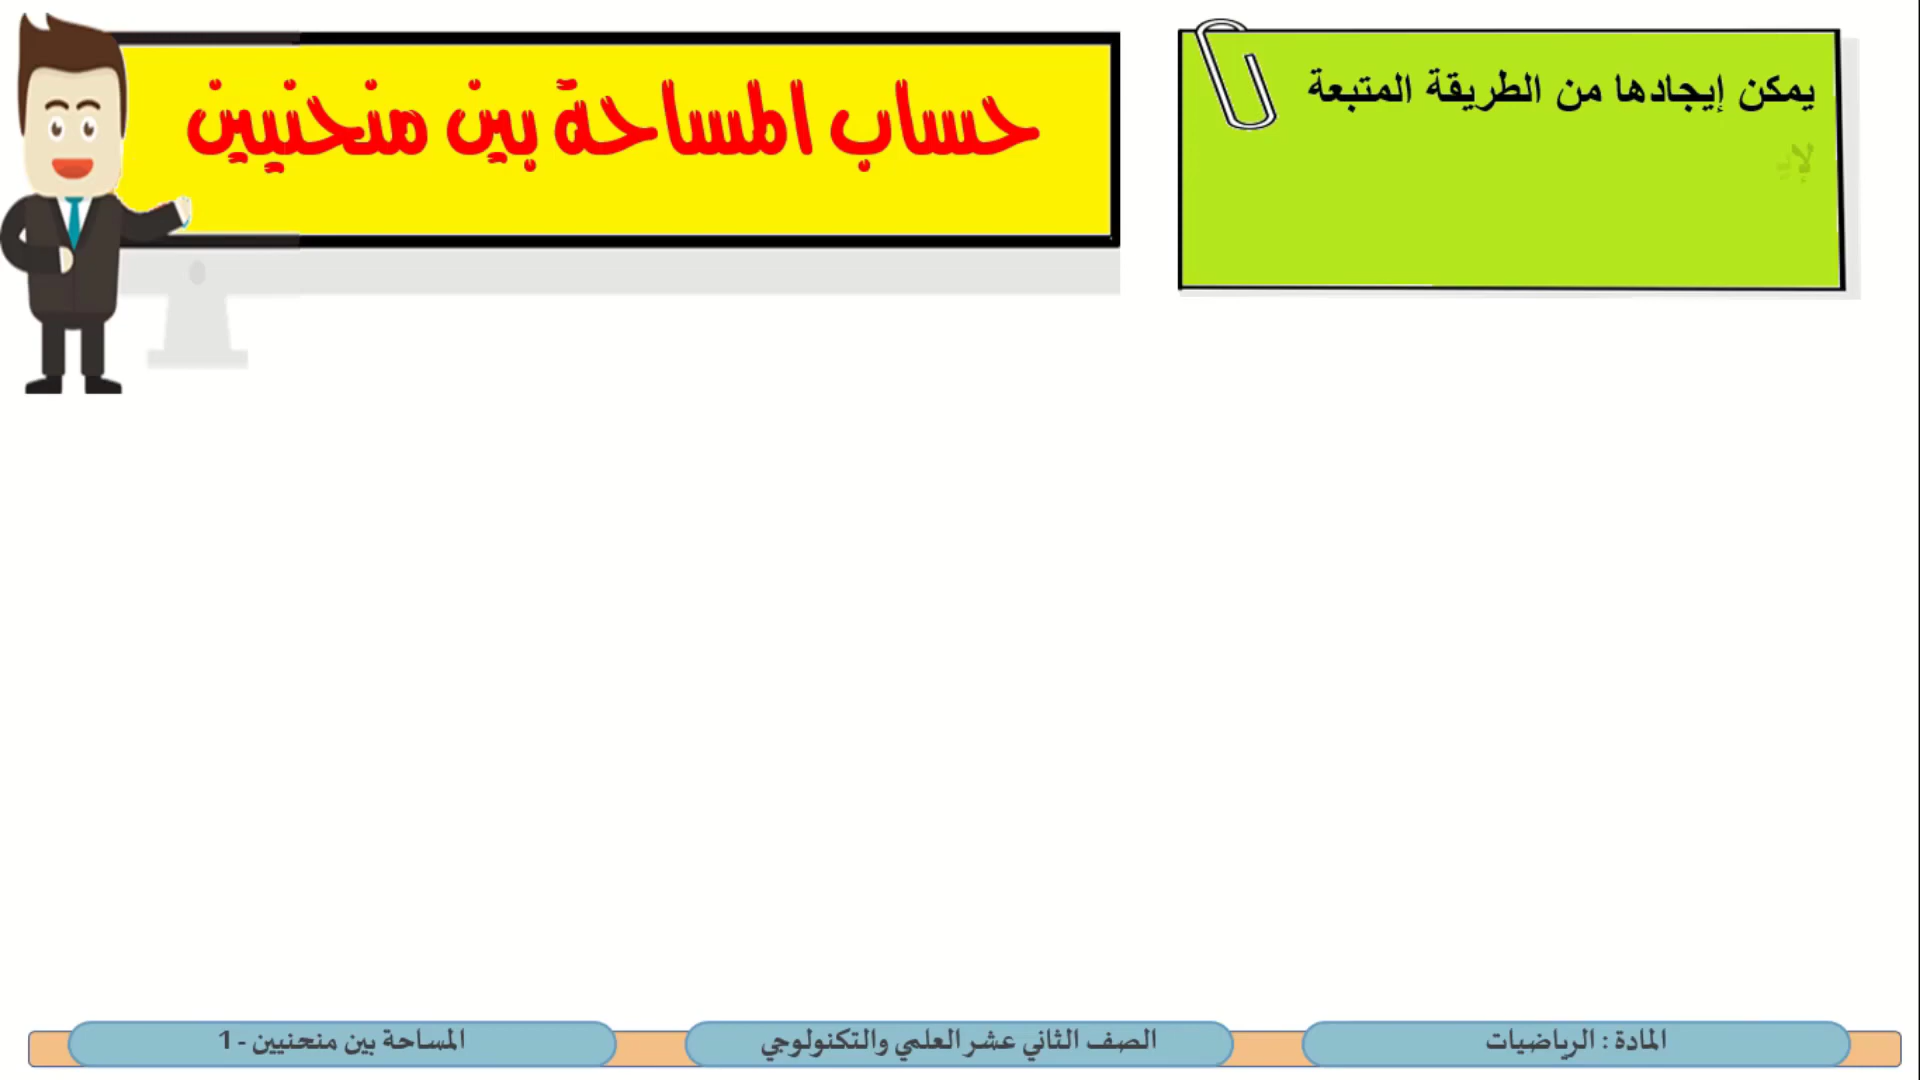 يمكن إيجادها من الطريقة المتبعة
حساب المساحة بين منحنيين
المادة : الرياضيات
الصف الثاني عشر العلمي والتكنولوجي
المساحة بين منحنيين - 1